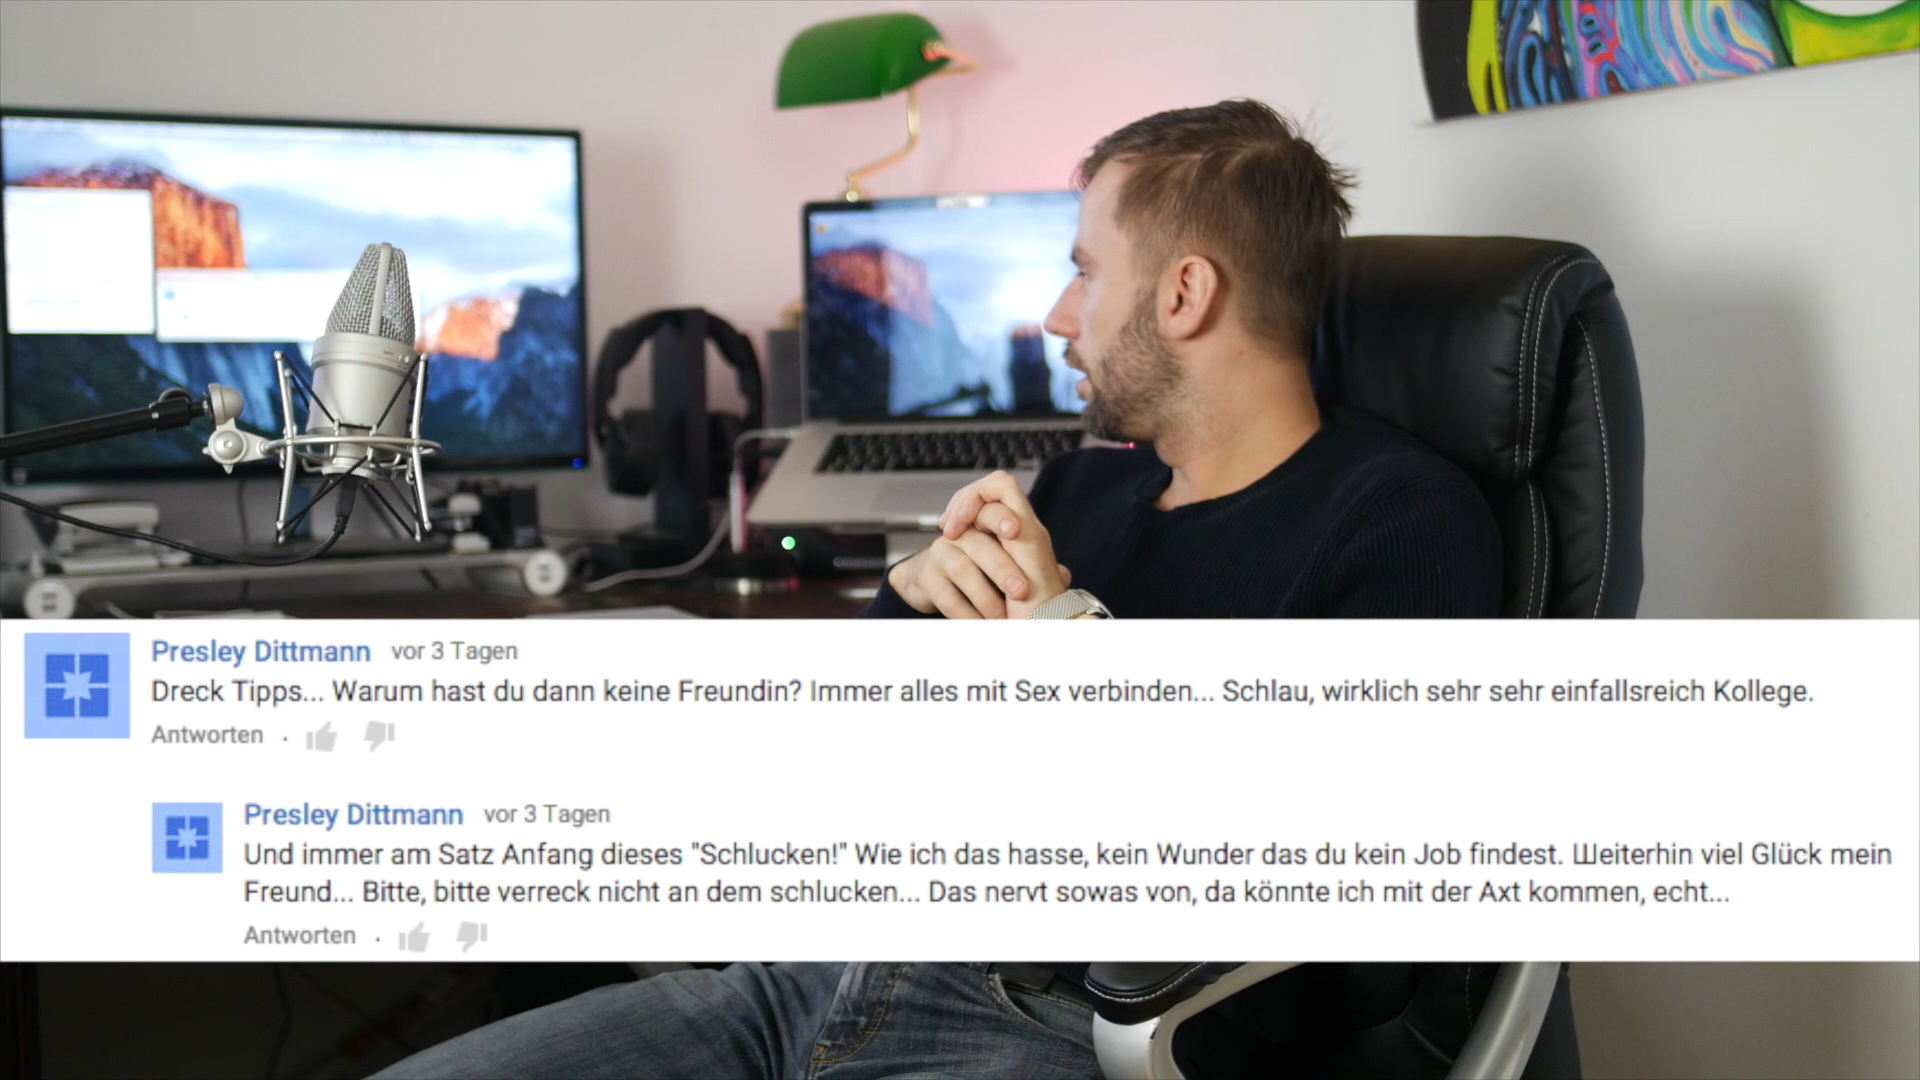 Presley Dittmann vor 3 Tagen
Dreck Tipps... Warum hast du dann keine Freundin? Immer alles mit Sex verbinden... Schlau, wirklich sehr sehr einfallsreich Kollege.
Antworten ·
Presley Dittmann vor 3 Tagen
Und immer am Satz Anfang dieses "Schlucken!" Wie ich das hasse, kein Wunder das du kein Job findest. Weiterhin viel Glück mein
Freund... Bitte, bitte verreck nicht an dem schlucken... Das nervt sowas von, da könnte ich mit der Axt kommen, echt...
Antworten ·